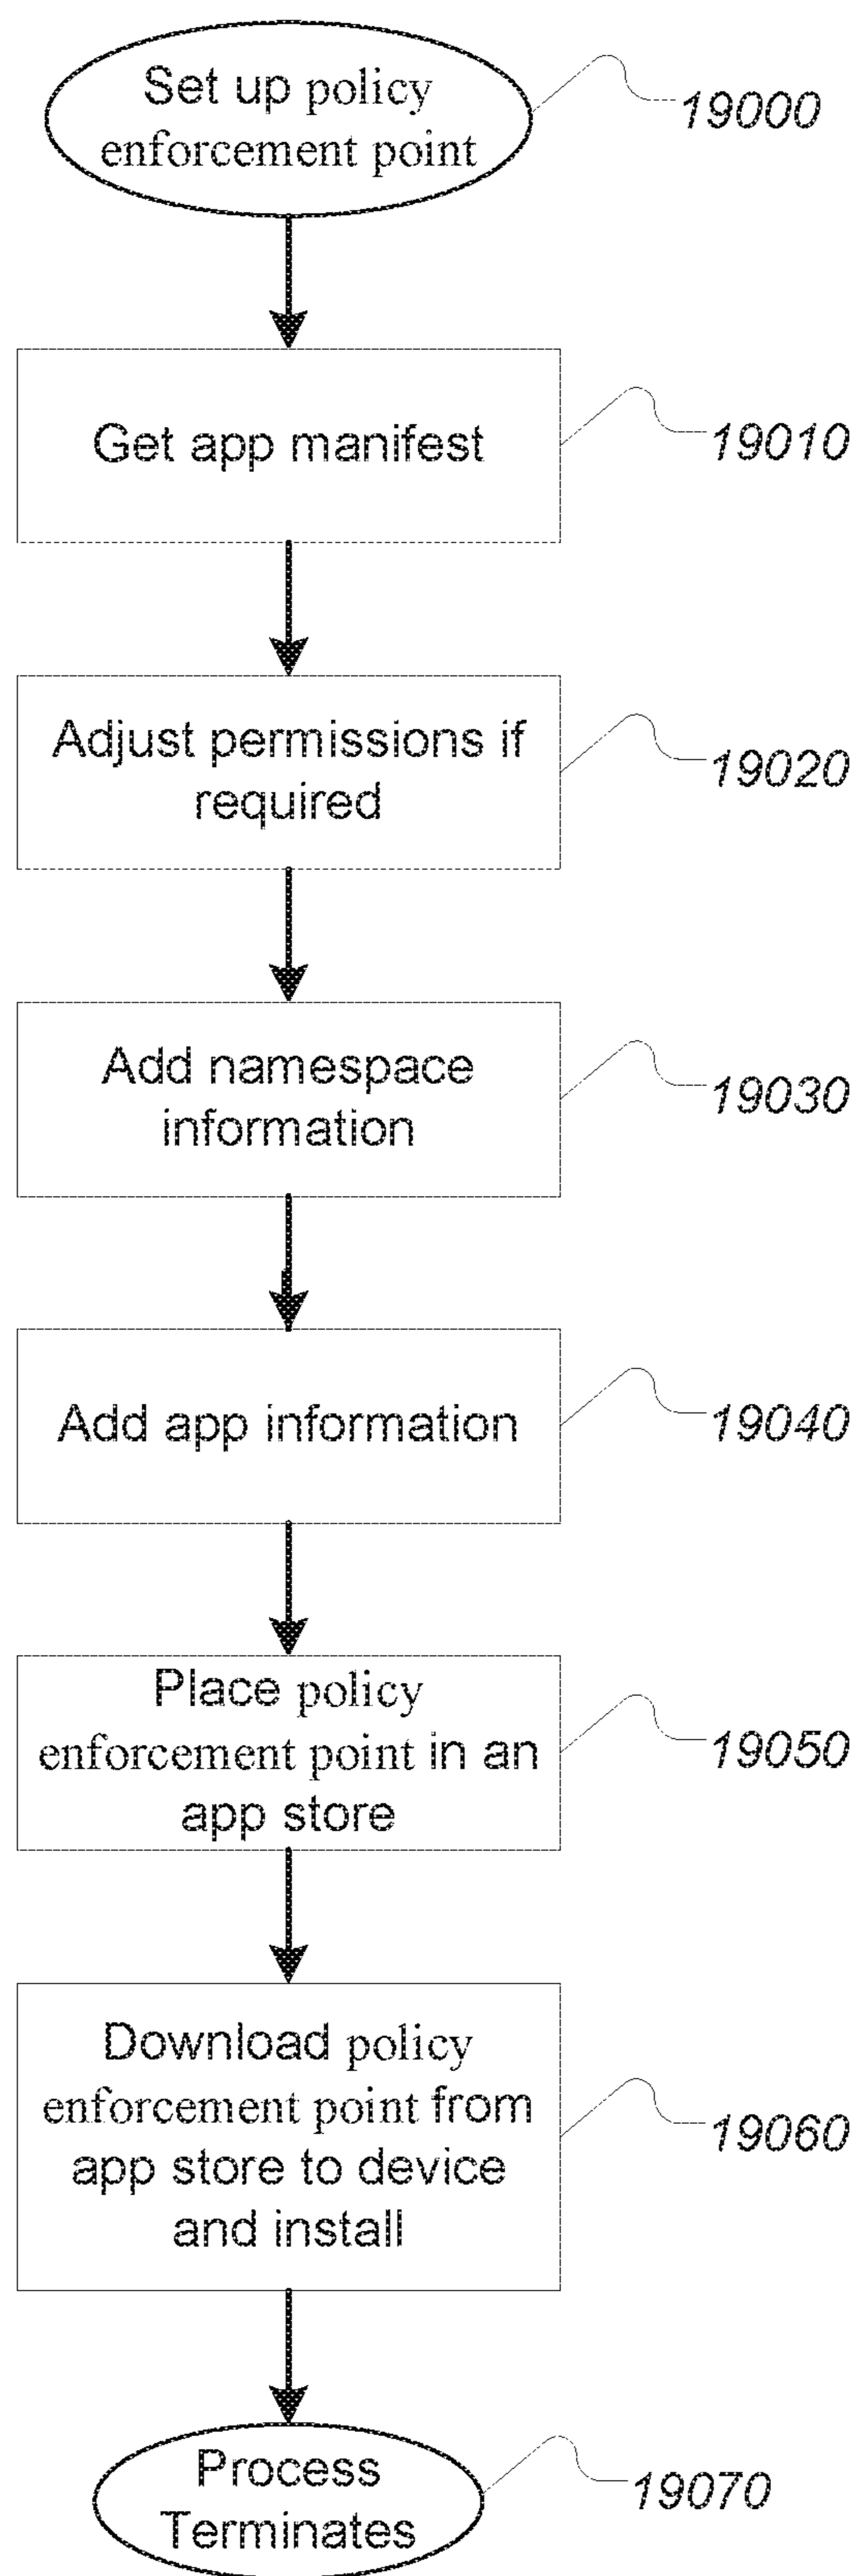 Set up policy
enforcement point
19000
Get app manifest
19010
Adjust permissions if
required
19020
Add namespace
information
19030
Add app information
19040
Place policy
enforcement point in an
app store
19050
Download policy
enforcement point from
app store to device
and install
19060
Process
Terminates
19070